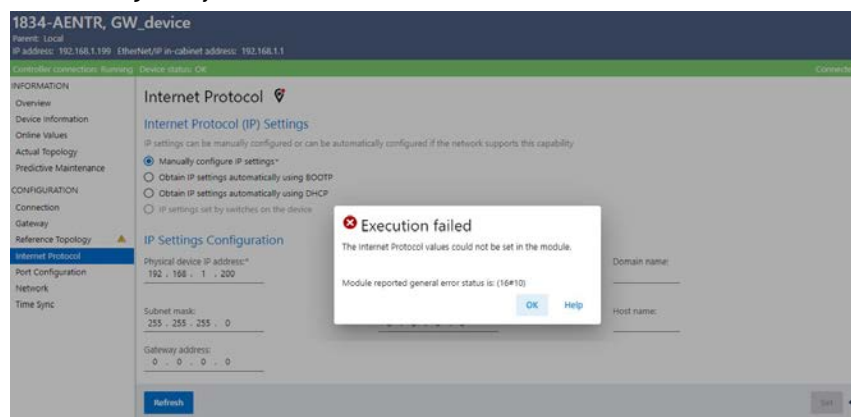 1834-AENTR, GW_device
Parent: Local
IP address: 192.168.1.199 EtherNet/IP in-cabinet address: 192.168.1.1
Controller connection: Running Device status: OK
INFORMATION
Overview
Device Information
Online Values
Actual Topology
Predictive Maintenance
CONFIGURATION
Connection
Gateway
Reference Topology
Internet Protocol
Port Configuration
Network
Time Sync
Internet Protocol
Internet Protocol (IP) Settings
IP settings can be manually configured or can be automatically configured if the network supports this capability
Manually configure IP settings*
Obtain IP settings automatically using BOOTP
Obtain IP settings automatically using DHCP
IP settings set by switches on the device
IP Settings Configuration
Physical device IP address:*
192 . 168 . 1 . 200
Subnet mask:
255 . 255 . 255 . 0
Gateway address:
0 . 0 . 0 . 0
Domain name:
Host name:
Execution failed
The Internet Protocol values could not be set in the module.
Module reported general error status is: (16#10)
OK Help
Refresh
Set